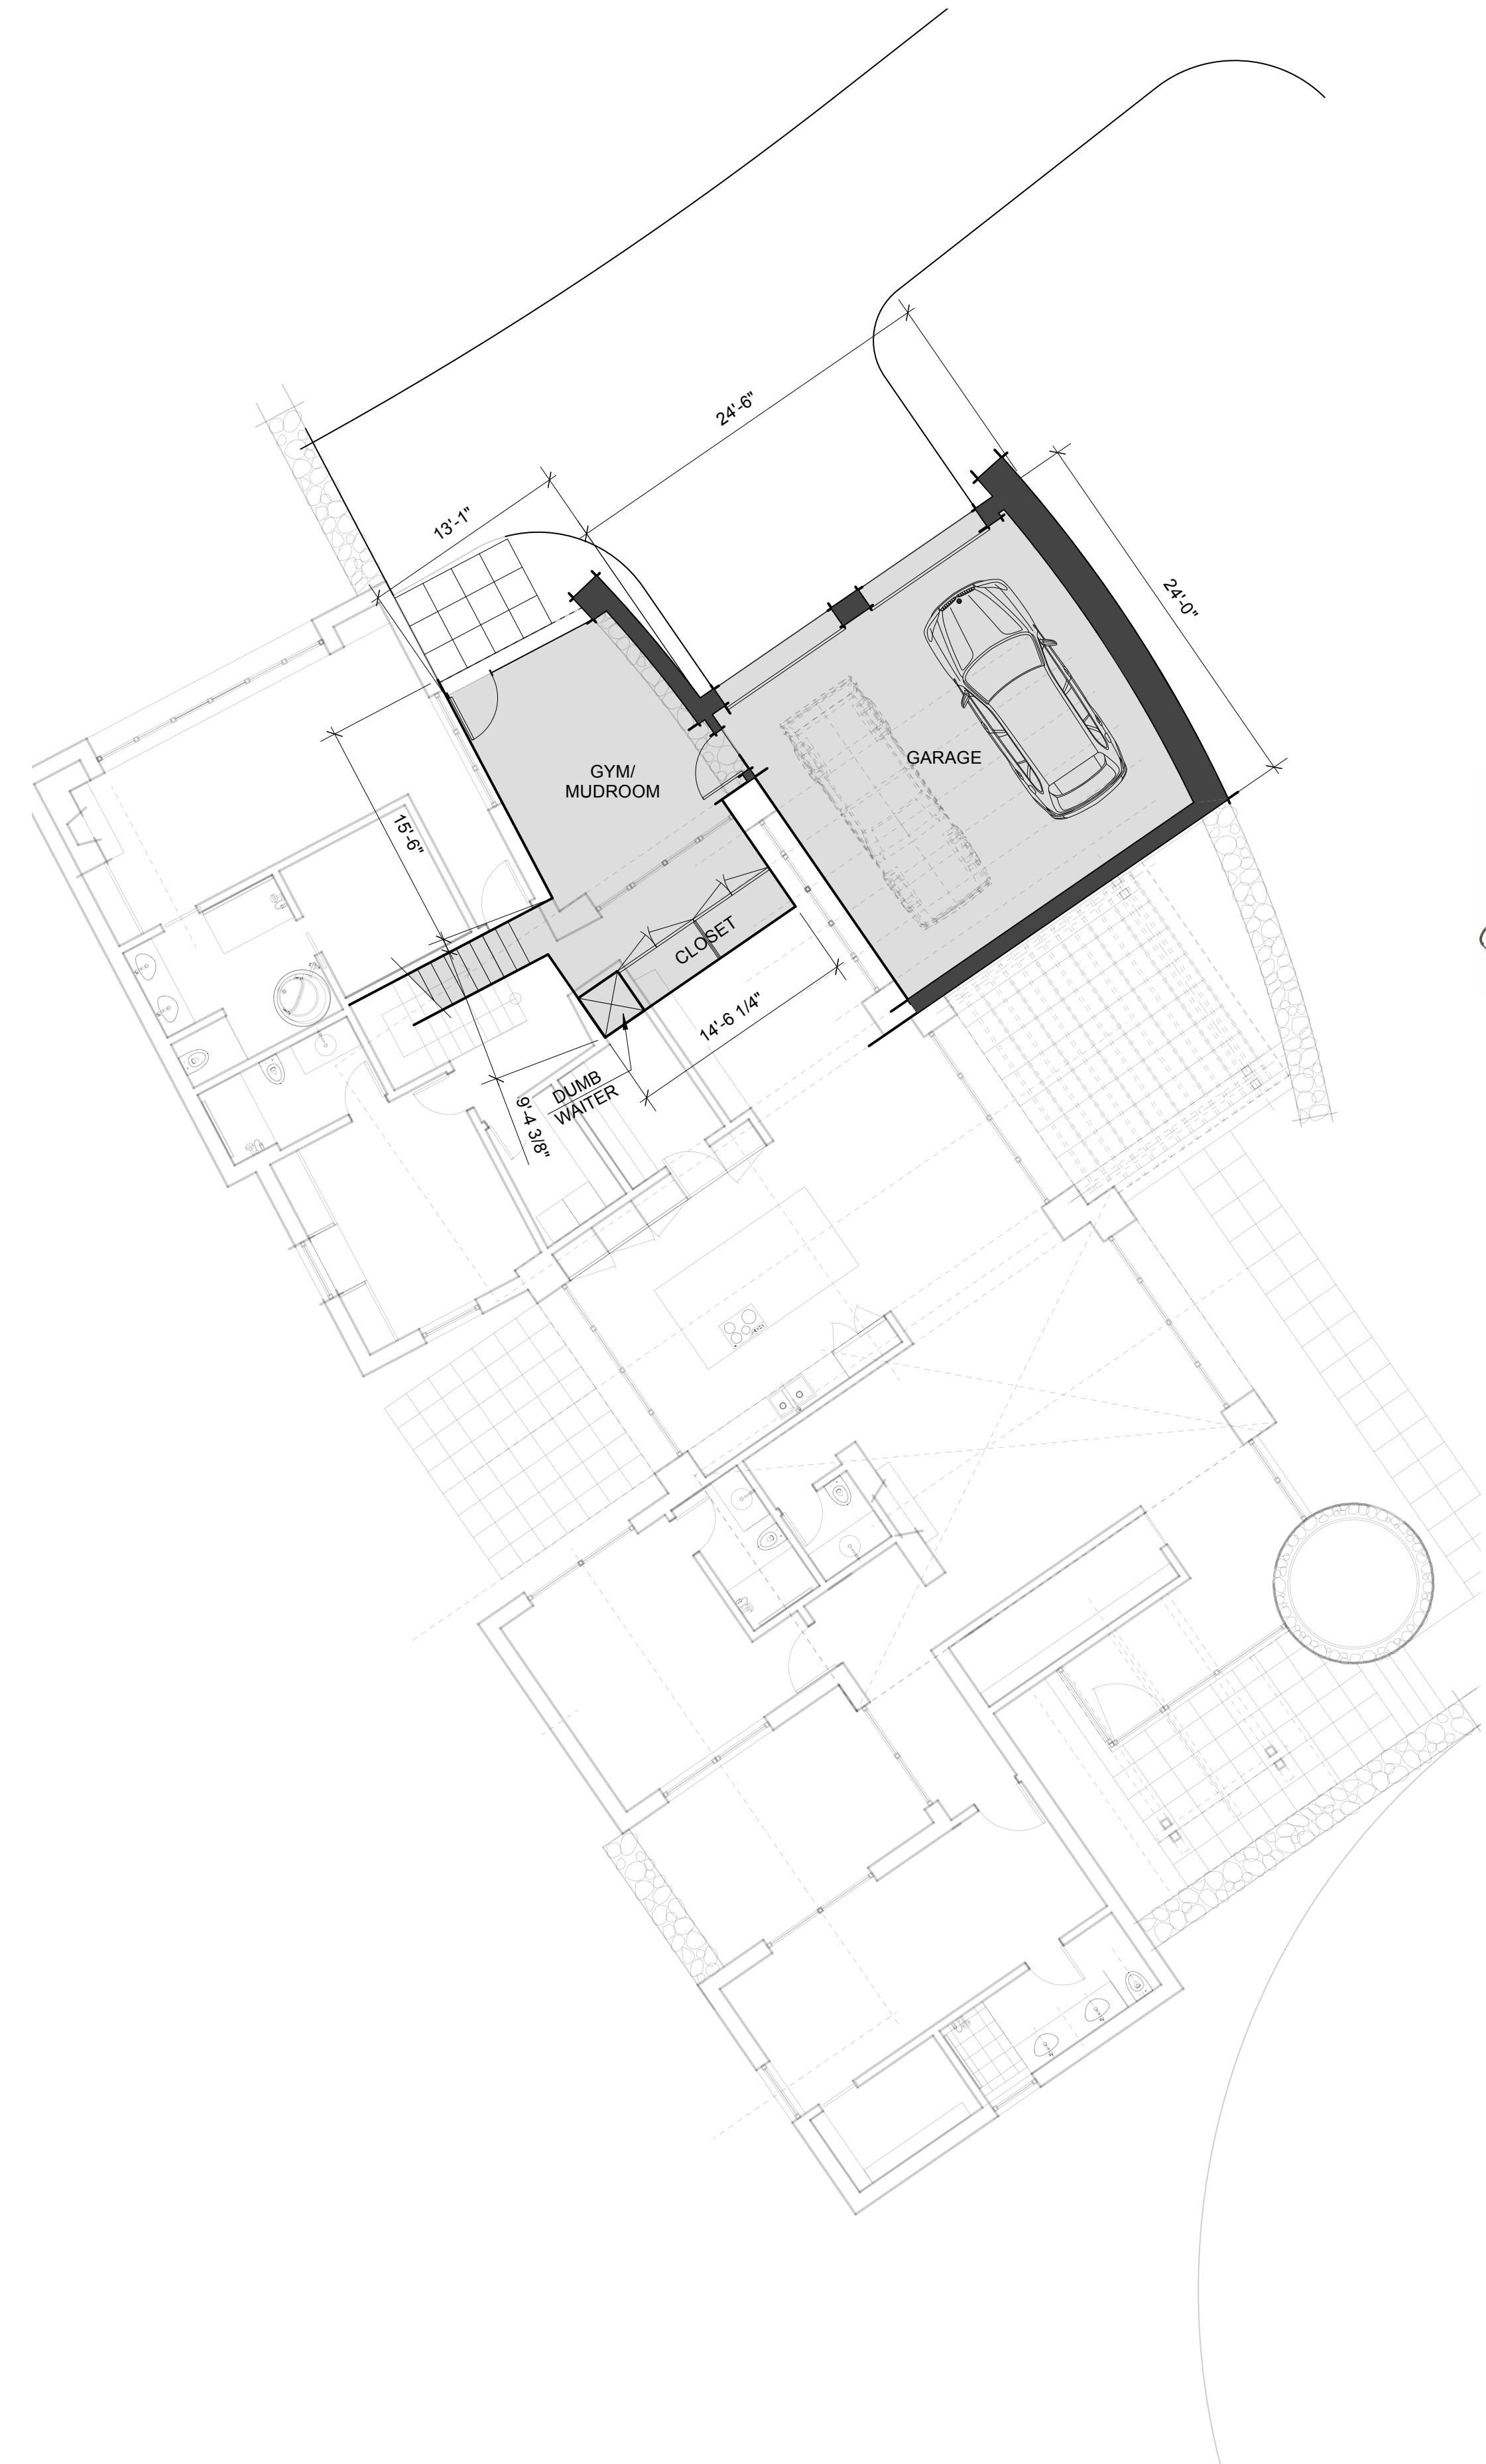 24'-6"
13'-1"
24'-0"
GARAGE
GYM/
MUDROOM
15'-6"
CLOSET
14'-6 1/4"
DUMB
WAITER
9'-4 3/8"